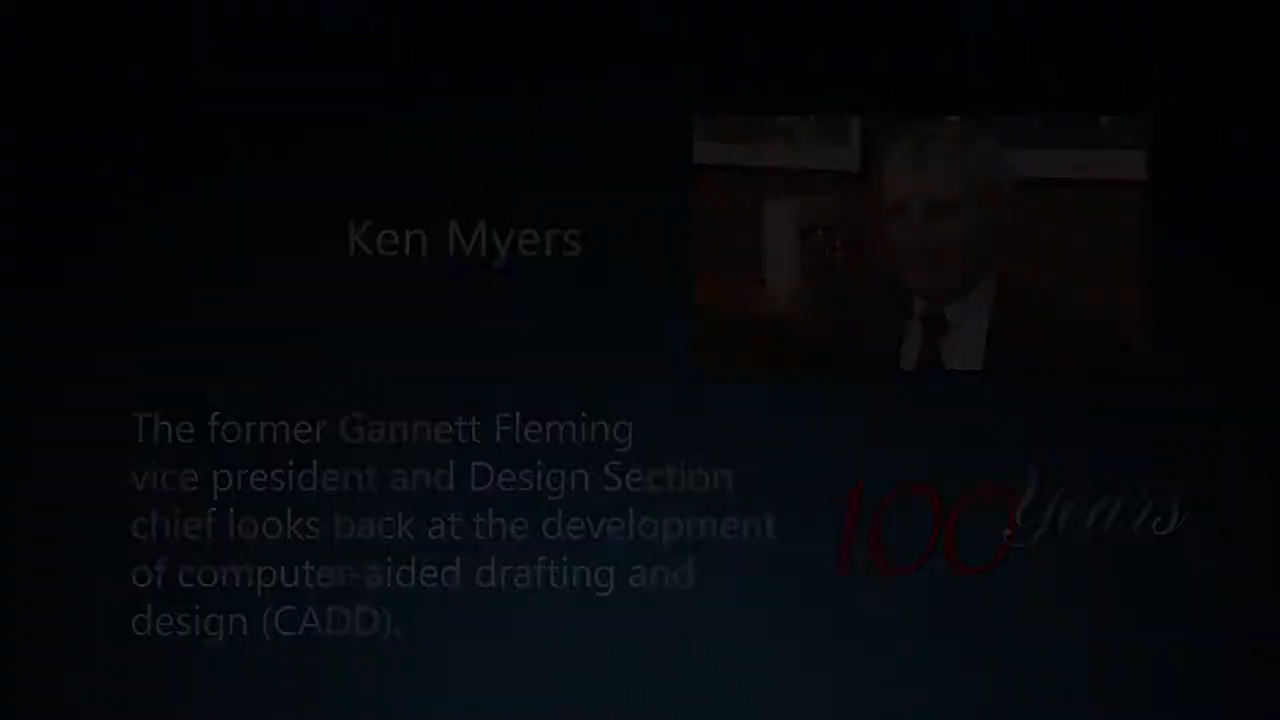 Ken Myers
The former Gannett Fleming
vice president and Design Section
chief looks back at the development
of computer-aided drafting and
design (CADD).
100 Years